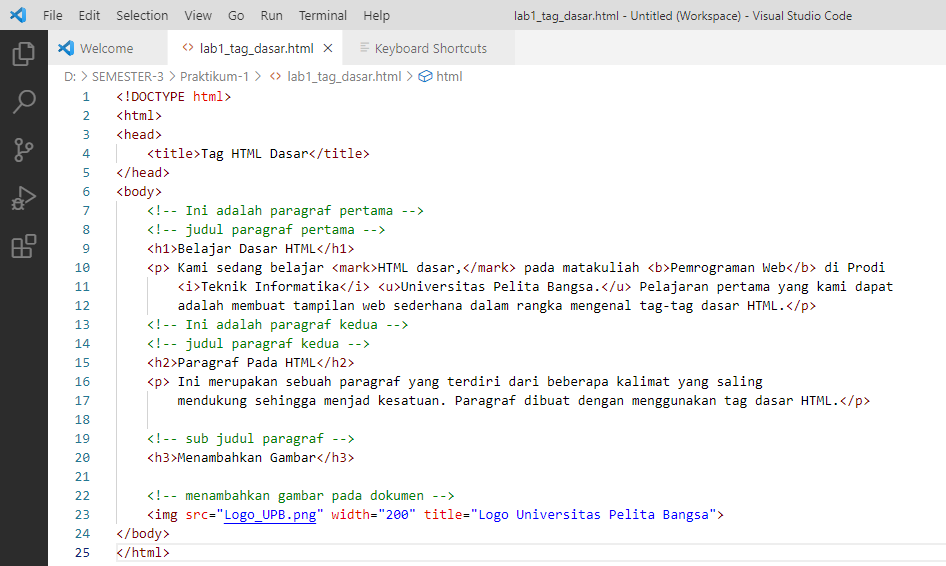 File Edit Selection View Go Run Terminal Help lab1_tag_dasar.html - Untitled (Workspace) - Visual Studio Code
Welcome lab1_tag_dasar.html Keyboard Shortcuts
D: > SEMESTER-3 > Praktikum-1 > lab1_tag_dasar.html > html
1 <!DOCTYPE html>
2 <html>
3 <head>
4 <title>Tag HTML Dasar</title>
5 </head>
6 <body>
7 <!-- Ini adalah paragraf pertama -->
8 <!-- judul paragraf pertama -->
9 <h1>Belajar Dasar HTML</h1>
10 <p> Kami sedang belajar <mark>HTML dasar,</mark> pada matakuliah <b>Pemrograman Web</b> di Prodi
11 <i>Teknik Informatika</i> <u>Universitas Pelita Bangsa.</u> Pelajaran pertama yang kami dapat
12 adalah membuat tampilan web sederhana dalam rangka mengenal tag-tag dasar HTML.</p>
13 <!-- Ini adalah paragraf kedua -->
14 <!-- judul paragraf kedua -->
15 <h2>Paragraf Pada HTML</h2>
16 <p> Ini merupakan sebuah paragraf yang terdiri dari beberapa kalimat yang saling
17 mendukung sehingga menjad kesatuan. Paragraf dibuat dengan menggunakan tag dasar HTML.</p>
18
19 <!-- sub judul paragraf -->
20 <h3>Menambahkan Gambar</h3>
21
22 <!-- menambahkan gambar pada dokumen -->
23 <img src="Logo_UPB.png" width="200" title="Logo Universitas Pelita Bangsa">
24 </body>
25 </html>